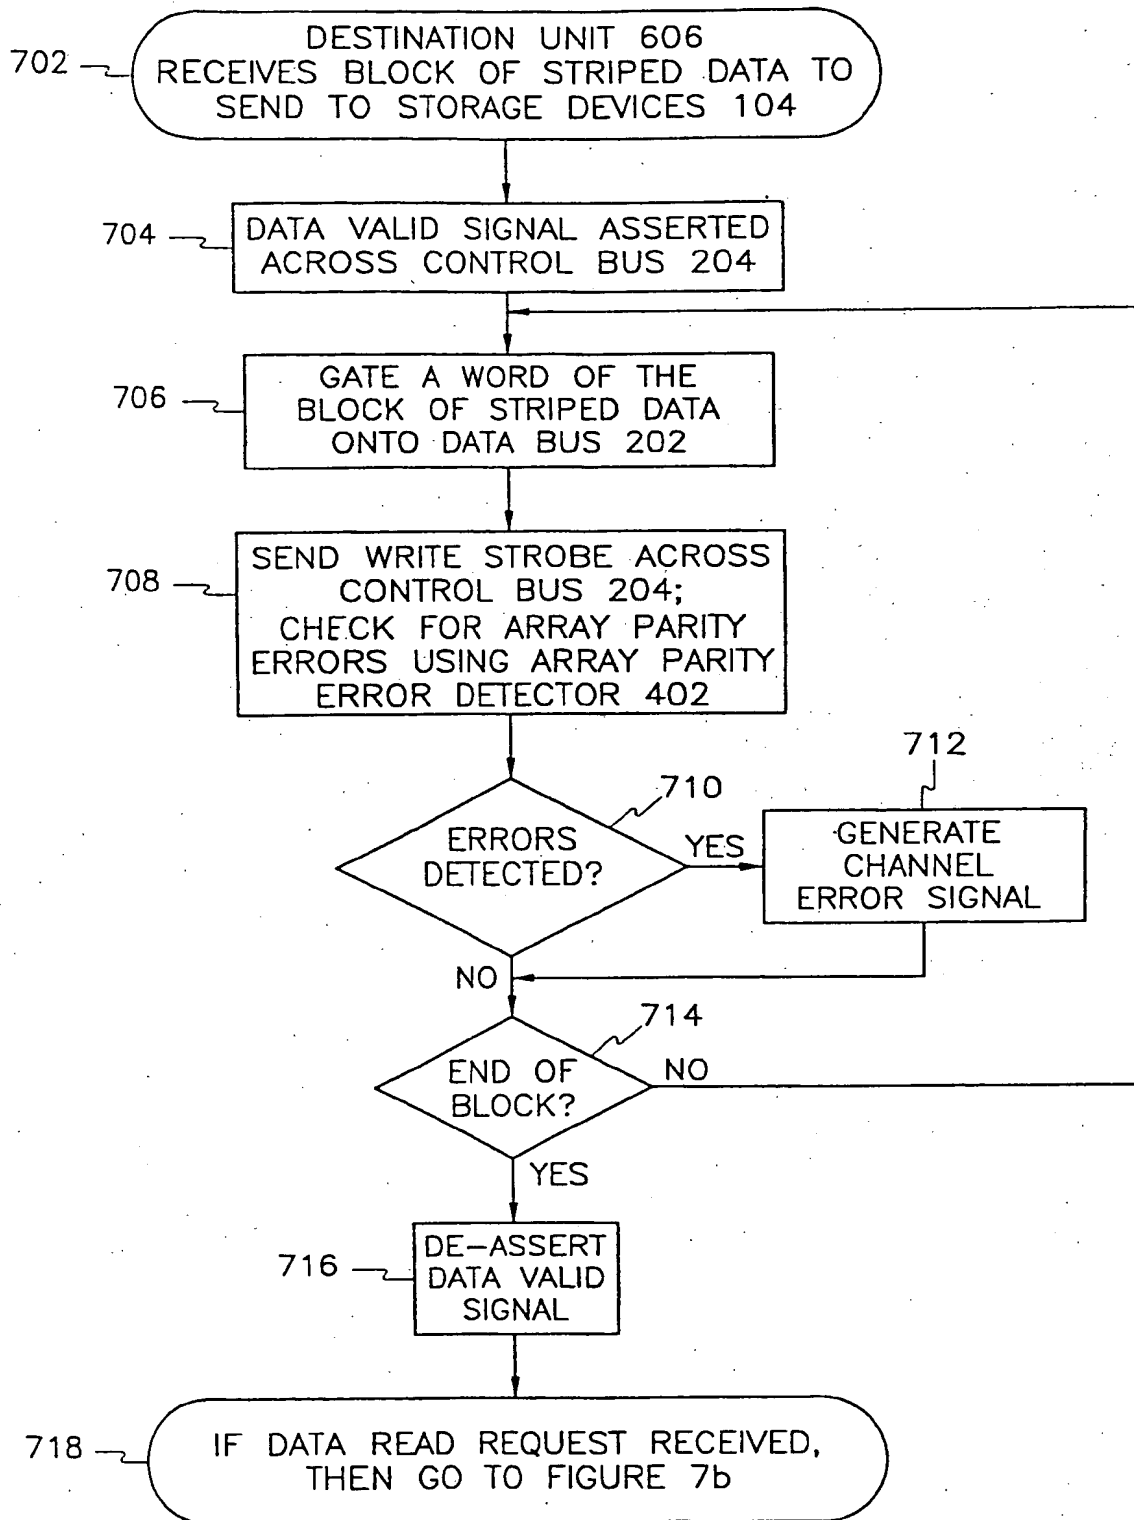 702
DESTINATION UNIT 606
RECEIVES BLOCK OF STRIPED DATA TO
SEND TO STORAGE DEVICES 104
704
DATA VALID SIGNAL ASSERTED
ACROSS CONTROL BUS 204
706
GATE A WORD OF THE
BLOCK OF STRIPED DATA
ONTO DATA BUS 202
708
SEND WRITE STROBE ACROSS
CONTROL BUS 204;
CHECK FOR ARRAY PARITY
ERRORS USING ARRAY PARITY
ERROR DETECTOR 402
710
ERRORS
DETECTED?
YES
712
GENERATE
CHANNEL
ERROR SIGNAL
NO
714
END OF
BLOCK?
NO
YES
716
DE-ASSERT
DATA VALID
SIGNAL
718
IF DATA READ REQUEST RECEIVED,
THEN GO TO FIGURE 7b